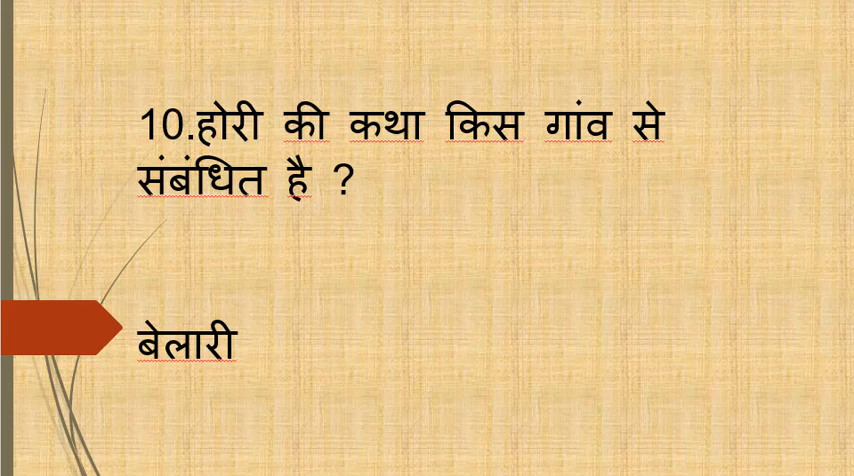 10.होरी की कथा किस गांव से
संबंधित है ?
बेलारी